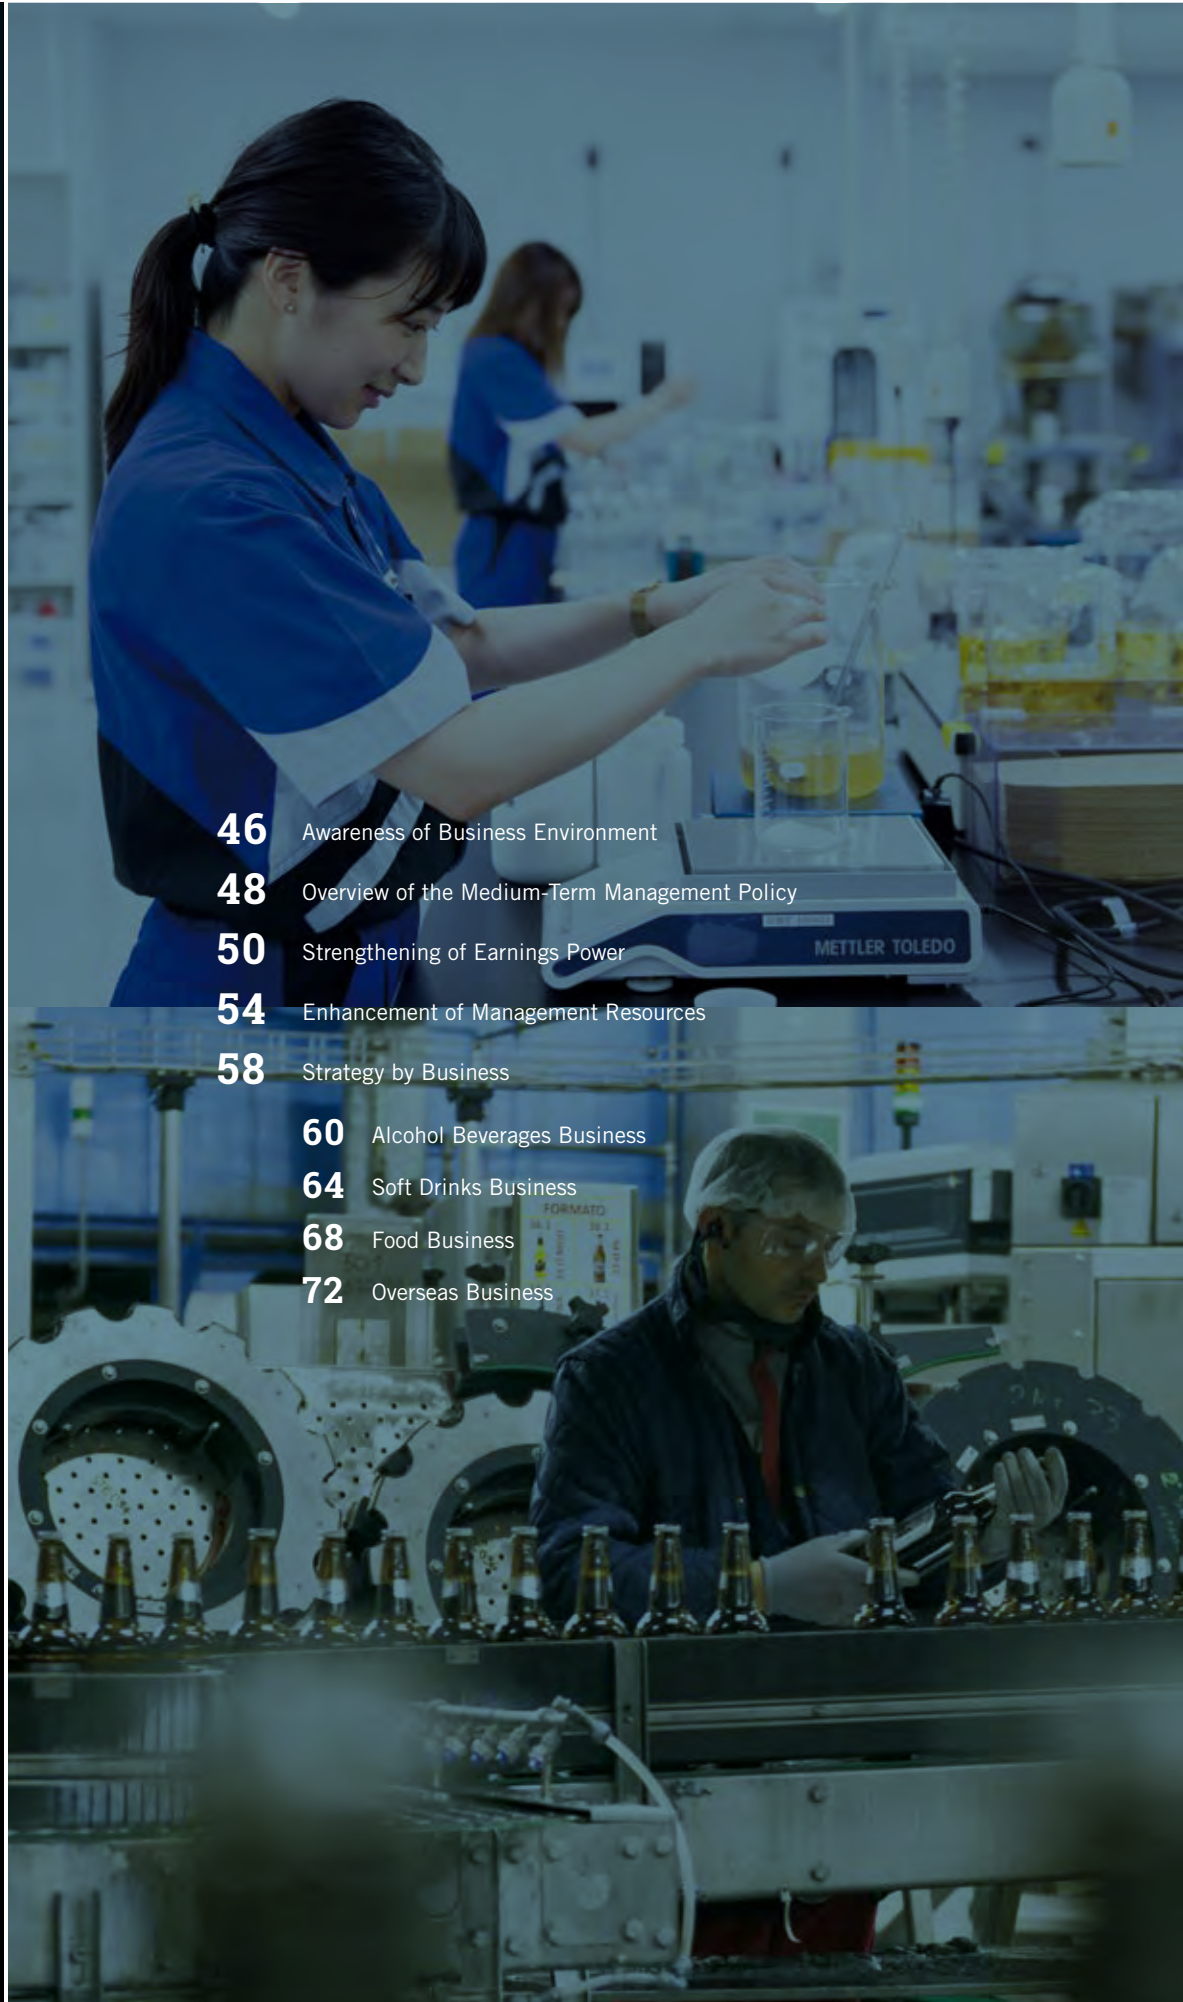 46 Awareness of Business Environment
48 Overview of the Medium-Term Management Policy
50 Strengthening of Earnings Power
METTLER TOLEDO
54 Enhancement of Management Resources
58 Strategy by Business
60 Alcohol Beverages Business
64 Soft Drinks Business
FORMATO
68 Food Business
72 Overseas Business